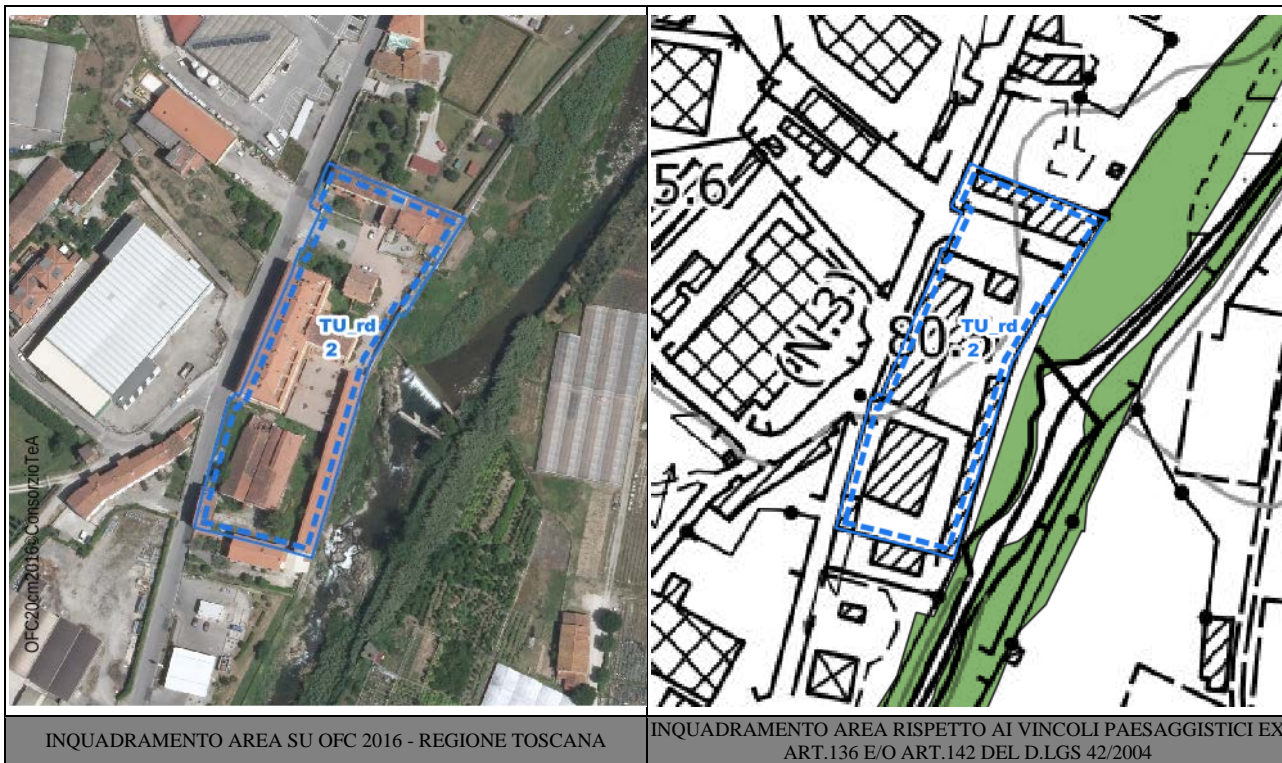 OFC20cm2016 ConsorzioTeA
TU_rd
2
5.6
(N.3)
80.
TU_rd
2
INQUADRAMENTO AREA SU OFC 2016 - REGIONE TOSCANA
INQUADRAMENTO AREA RISPETTO AI VINCOLI PAESAGGISTICI EX
ART.136 E/O ART.142 DEL D.LGS 42/2004